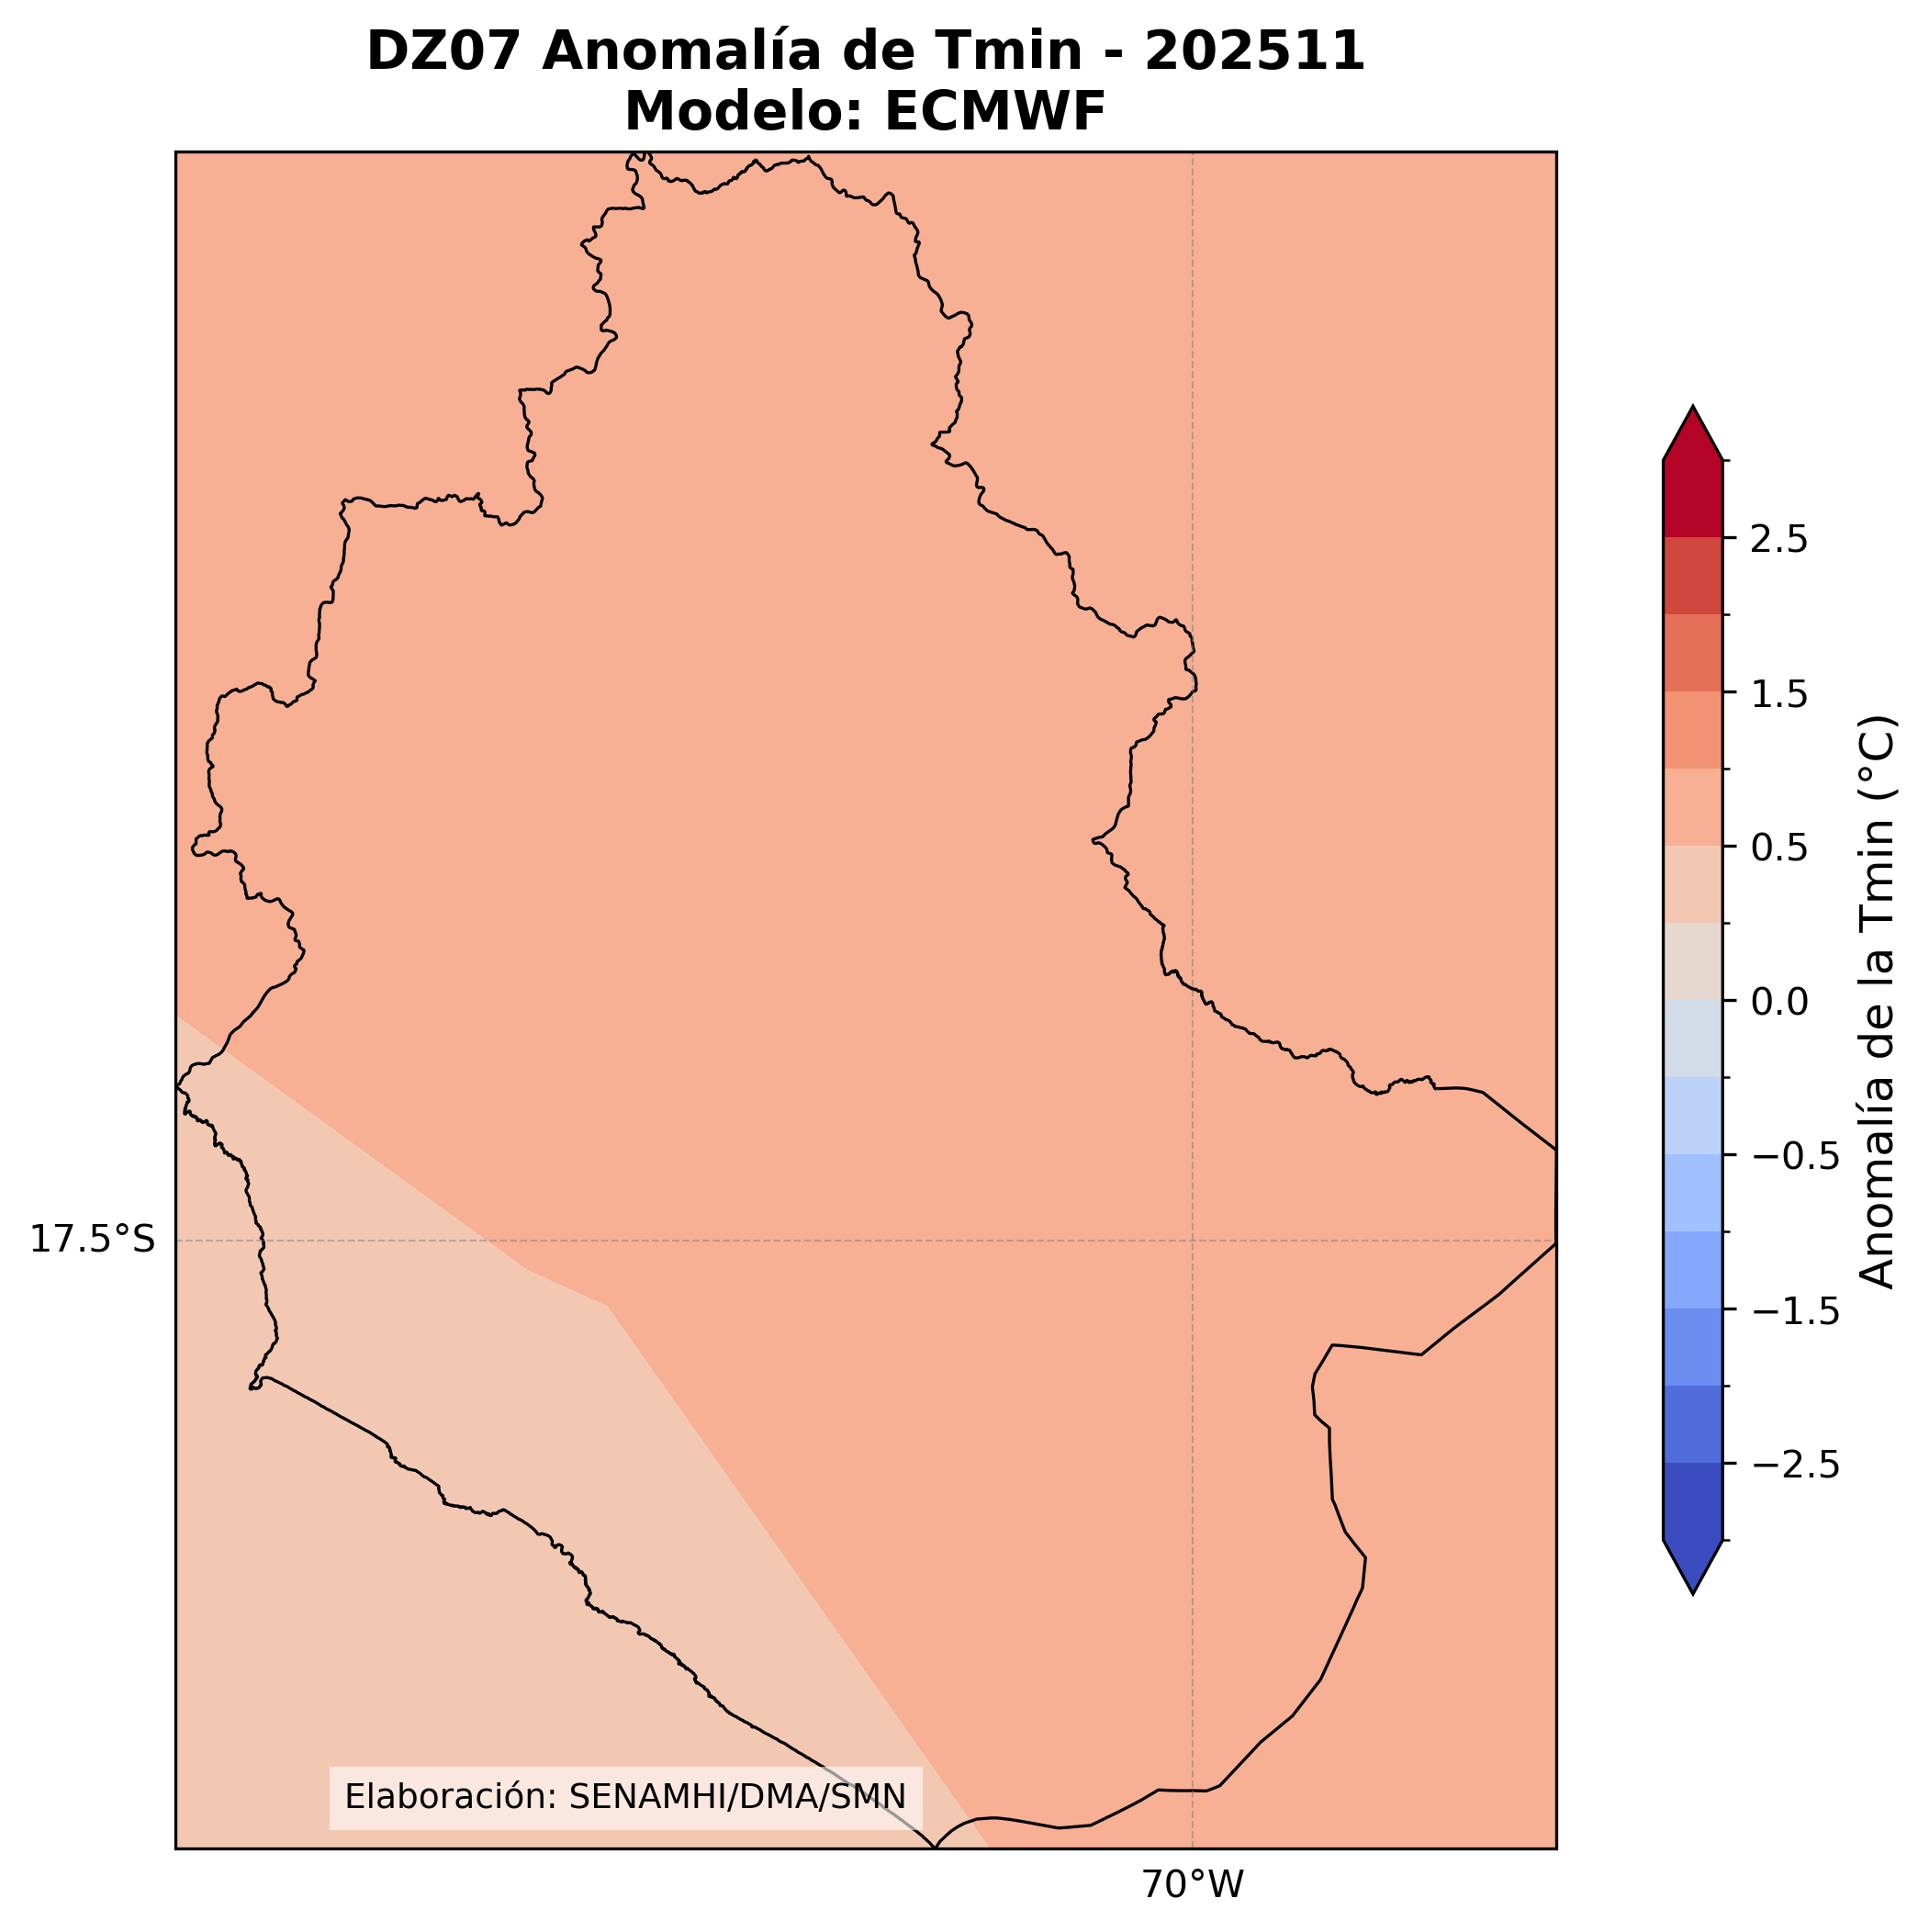 DZ07 Anomalía de Tmin - 202511
Modelo: ECMWF
2.5
1.5
0.5
0.0
−0.5
−1.5
−2.5
Anomalía de la Tmin (°C)
17.5°S
Elaboración: SENAMHI/DMA/SMN
70°W